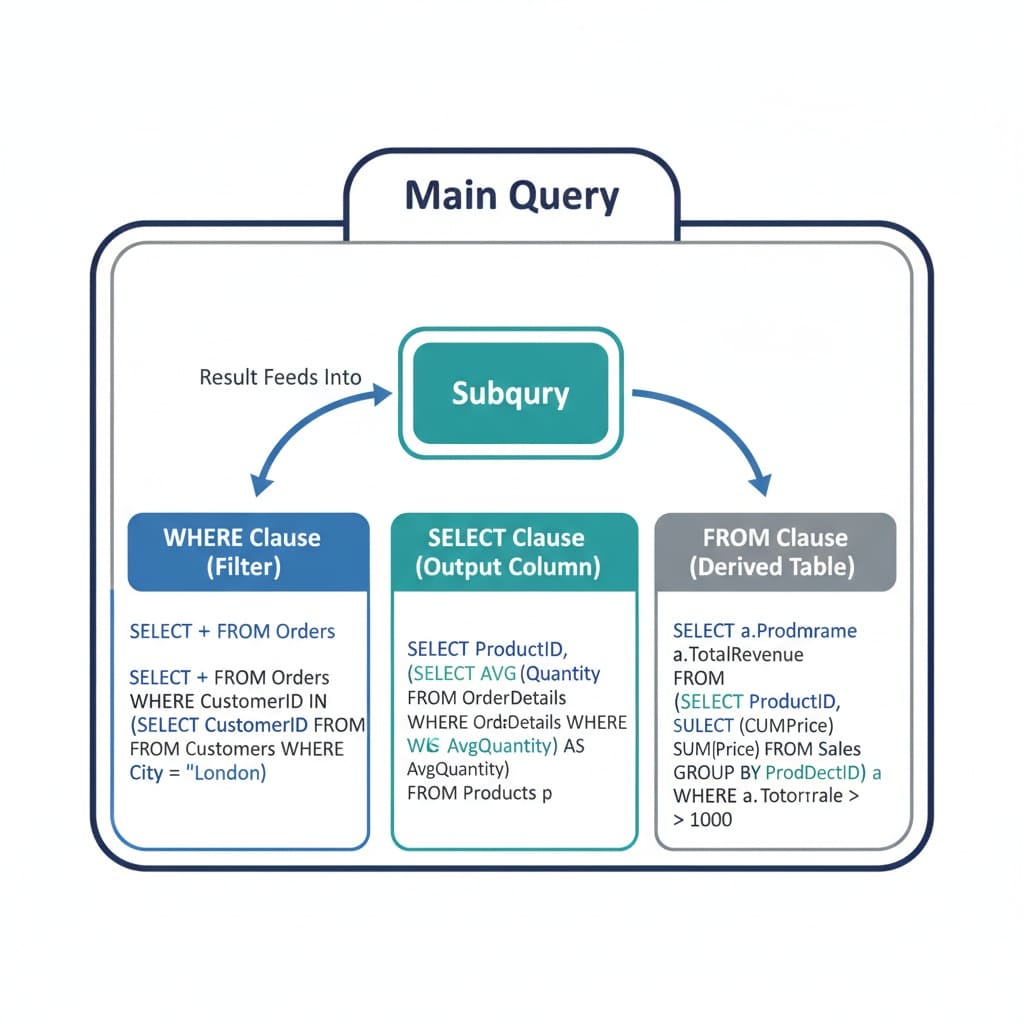 Main Query
Result Feeds Into
Subqury
WHERE Clause
(Filter)
SELECT + FROM Orders
SELECT + FROM Orders
WHERE CustomerID IN
(SELECT CustomerID FROM
FROM Customers WHERE
City = "London)
SELECT Clause
(Output Column)
SELECT ProductID,
(SELECT AVG (Quantity
FROM OrderDetails
WHERE Ord:Details WHERE
AvgQuantity) AS
AvgQuantity)
FROM Products p
FROM Clause
(Derived Table)
SELECT
a.TotalRevenue
FROM
(SELECT ProductID,
SULECT (CUMPrice)
SUM(Price) FROM Sales
GROUP BY ProdDectID) a
WHERE a. >
> 1000